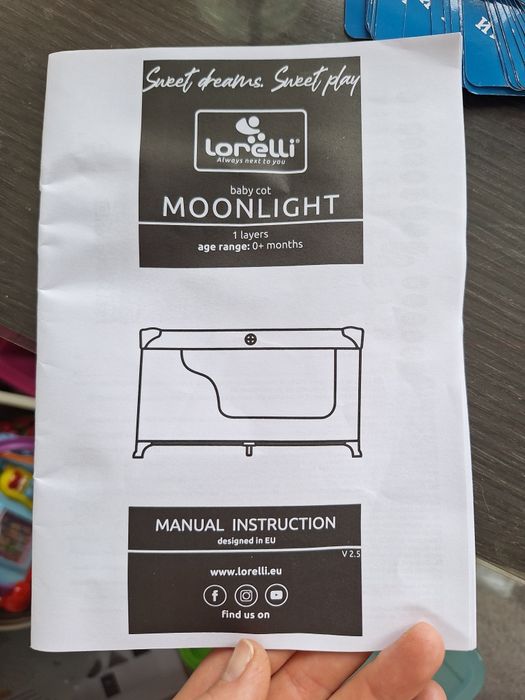 Sweet dreams. Sweet play
Lorelli®
Always next to you
baby cot
MOONLIGHT
1 layers
age range: 0+ months
MANUAL INSTRUCTION
designed in EU
V 2.5
www.lorelli.eu
find us on